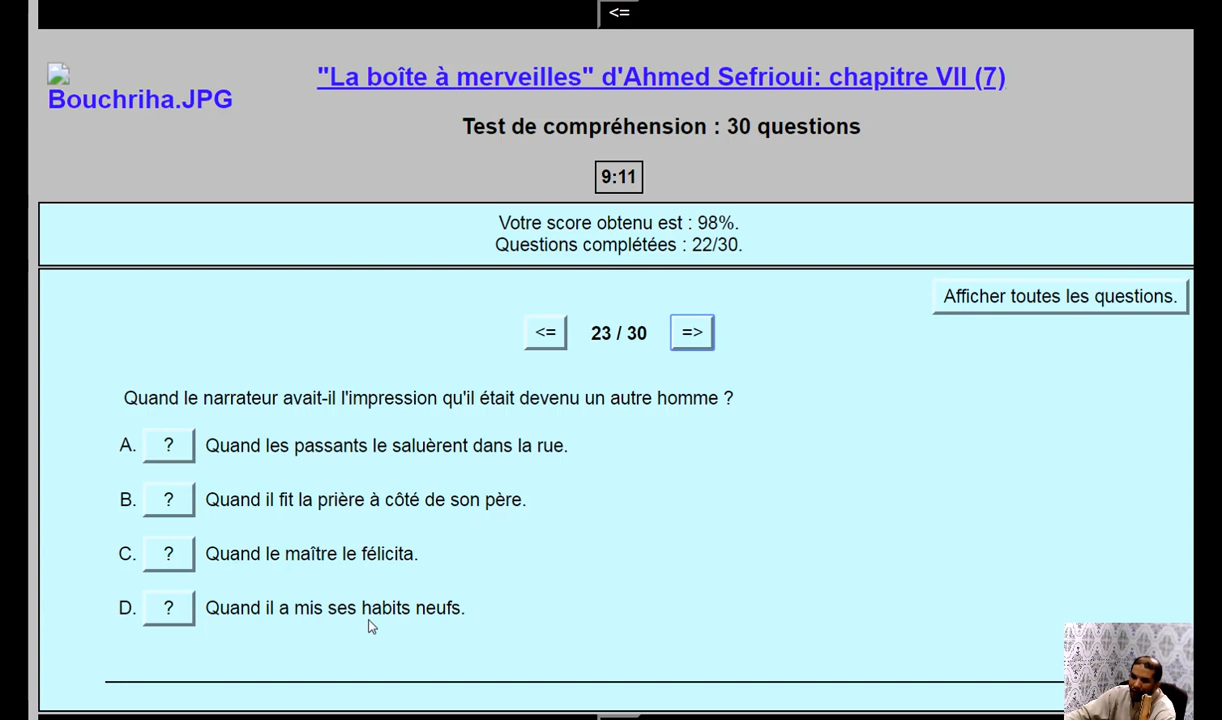 <=
Bouchriha.JPG
"La boîte à merveilles" d'Ahmed Sefrioui: chapitre VII (7)
Test de compréhension : 30 questions
9:11
Votre score obtenu est : 98%.
Questions complétées : 22/30.
Afficher toutes les questions.
<= 23 / 30 =>
Quand le narrateur avait-il l'impression qu'il était devenu un autre homme ?
A. ? Quand les passants le saluèrent dans la rue.
B. ? Quand il fit la prière à côté de son père.
C. ? Quand le maître le félicita.
D. ? Quand il a mis ses habits neufs.